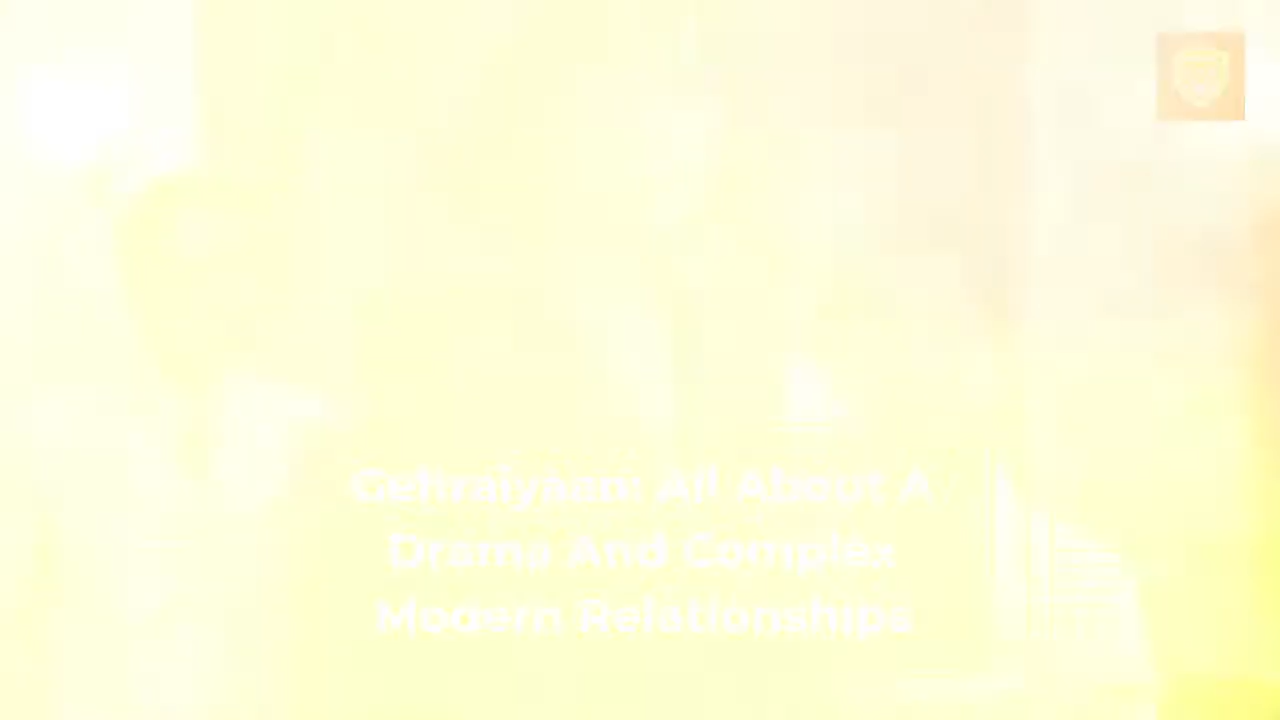 Gehraiyaan: All About A
Drama And Complex
Modern Relationships